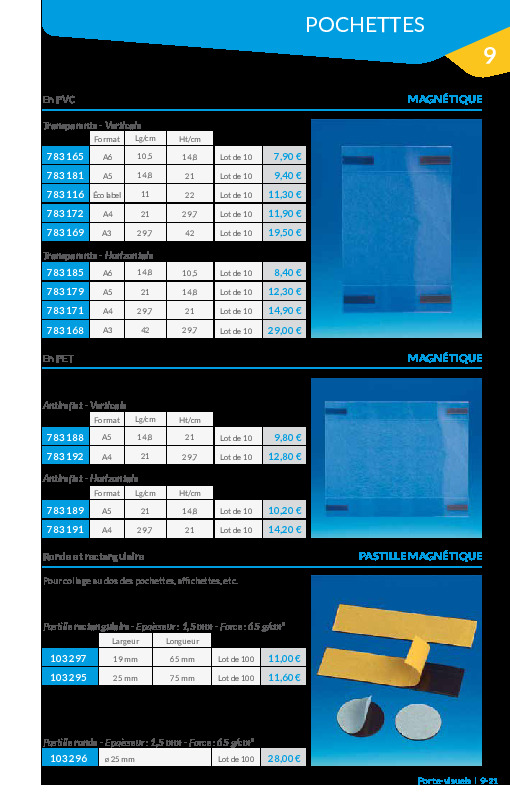 POCHETTES
9
En PVC MAGNÉTIQUE
Transparente - Verticale
Format Lg/cm Ht/cm
783165 A6 10,5 14,8 Lot de 10 7,90 €
783181 A5 14,8 21 Lot de 10 9,40 €
783116 Éco label 11 22 Lot de 10 11,30 €
783172 A4 21 29,7 Lot de 10 11,90 €
783169 A3 29,7 42 Lot de 10 19,50 €
Transparente - Horizontale
783185 A6 14,8 10,5 Lot de 10 8,40 €
783179 A5 21 14,8 Lot de 10 12,30 €
783171 A4 29,7 21 Lot de 10 14,90 €
783168 A3 42 29,7 Lot de 10 29,00 €
En PET MAGNÉTIQUE
Antireflet - Verticale
Format Lg/cm Ht/cm
783188 A5 14,8 21 Lot de 10 9,80 €
783192 A4 21 29,7 Lot de 10 12,80 €
Antireflet - Horizontale
Format Lg/cm Ht/cm
783189 A5 21 14,8 Lot de 10 10,20 €
783191 A4 29,7 21 Lot de 10 14,20 €
Ronde et rectangulaire PASTILLE MAGNÉTIQUE
Pour collage au dos des pochettes, affichettes, etc.
Pastille rectangulaire - Epaisseur : 1,5 mm - Force : 65 g/cm²
Largeur Longueur
103297 19 mm 65 mm Lot de 100 11,00 €
103295 25 mm 75 mm Lot de 100 11,60 €
Pastille ronde - Epaisseur : 1,5 mm - Force : 65 g/cm²
103296 ø 25 mm Lot de 100 28,00 €
Porte-visuels | 9-21